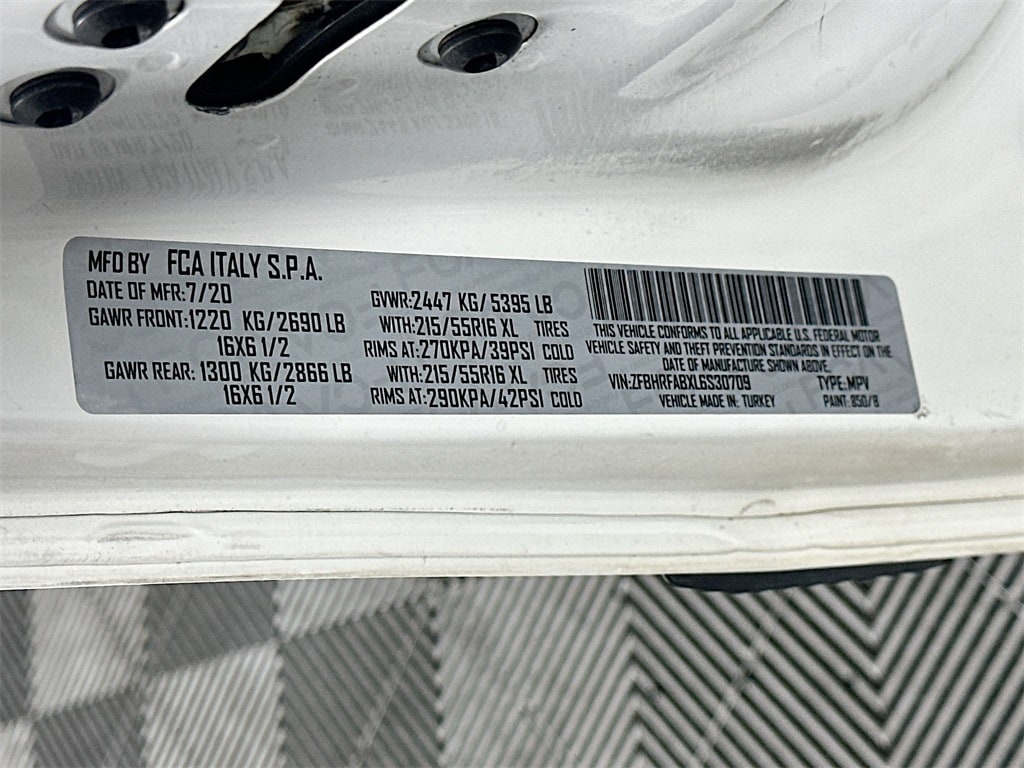 MFD BY FCA ITALY S.P.A.
DATE OF MFR:7/20
GAWR FRONT:1220 KG/2690 LB
16X6 1/2
GAWR REAR: 1300 KG/2866 LB
16X6 1/2
GVWR:2447 KG/ 5395 LB
WITH:215/55R16 XL TIRES
RIMS AT:270KPA/39PSI COLD
WITH:215/55R16 XL TIRES
RIMS AT:290KPA/42PSI COLD
THIS VEHICLE CONFORMS TO ALL APPLICABLE U.S. FEDERAL MOTOR
VEHICLE SAFETY AND THEFT PREVENTION STANDARDS IN EFFECT ON THE
DATE OF MANUFACTURE SHOWN ABOVE.
VIN:ZFBHRFABXL6S30709 TYPE:MPV
VEHICLE MADE IN: TURKEY PAINT: 850/B